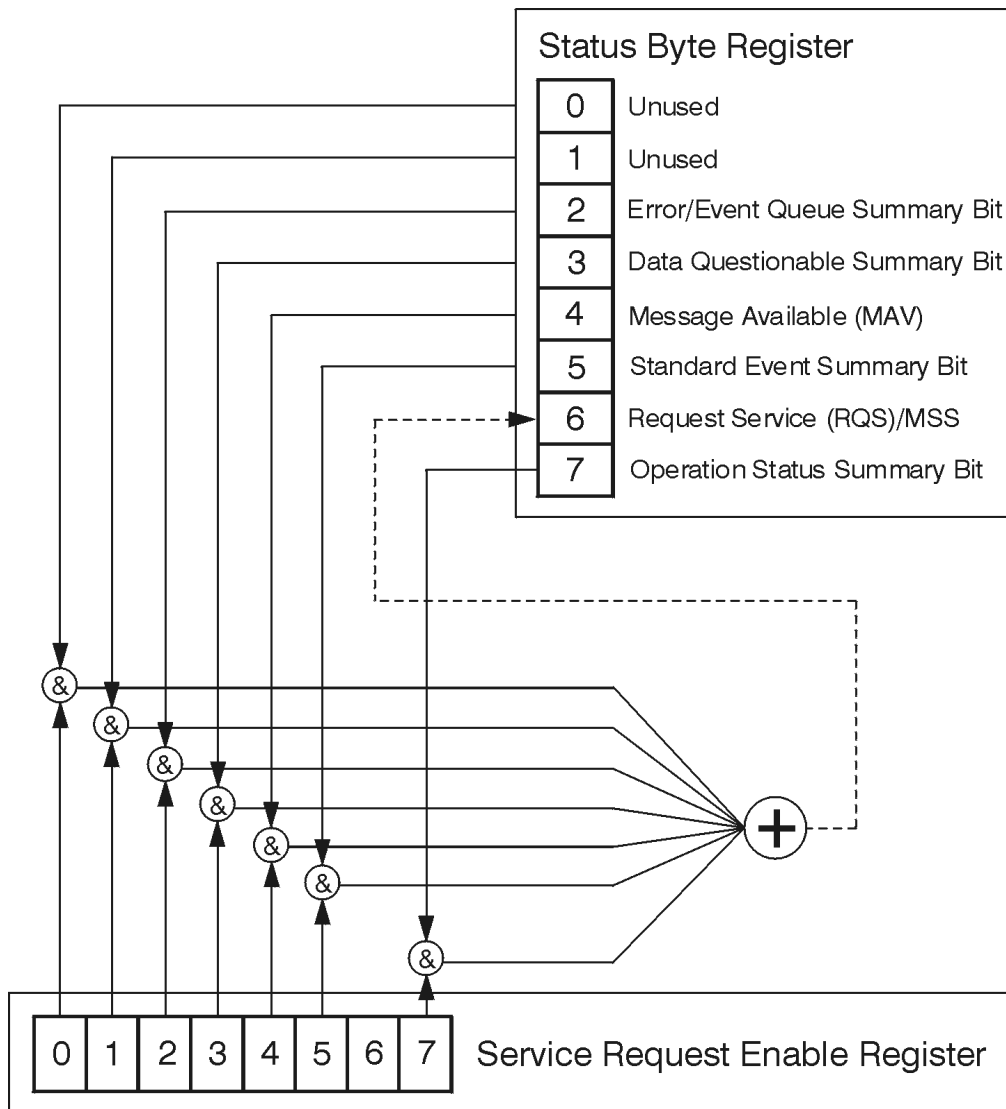 Status Byte Register
0 Unused
1 Unused
2 Error/Event Queue Summary Bit
3 Data Questionable Summary Bit
4 Message Available (MAV)
5 Standard Event Summary Bit
6 Request Service (RQS)/MSS
7 Operation Status Summary Bit
&
&
&
&
&
&
+
&
0 1 2 3 4 5 6 7 Service Request Enable Register